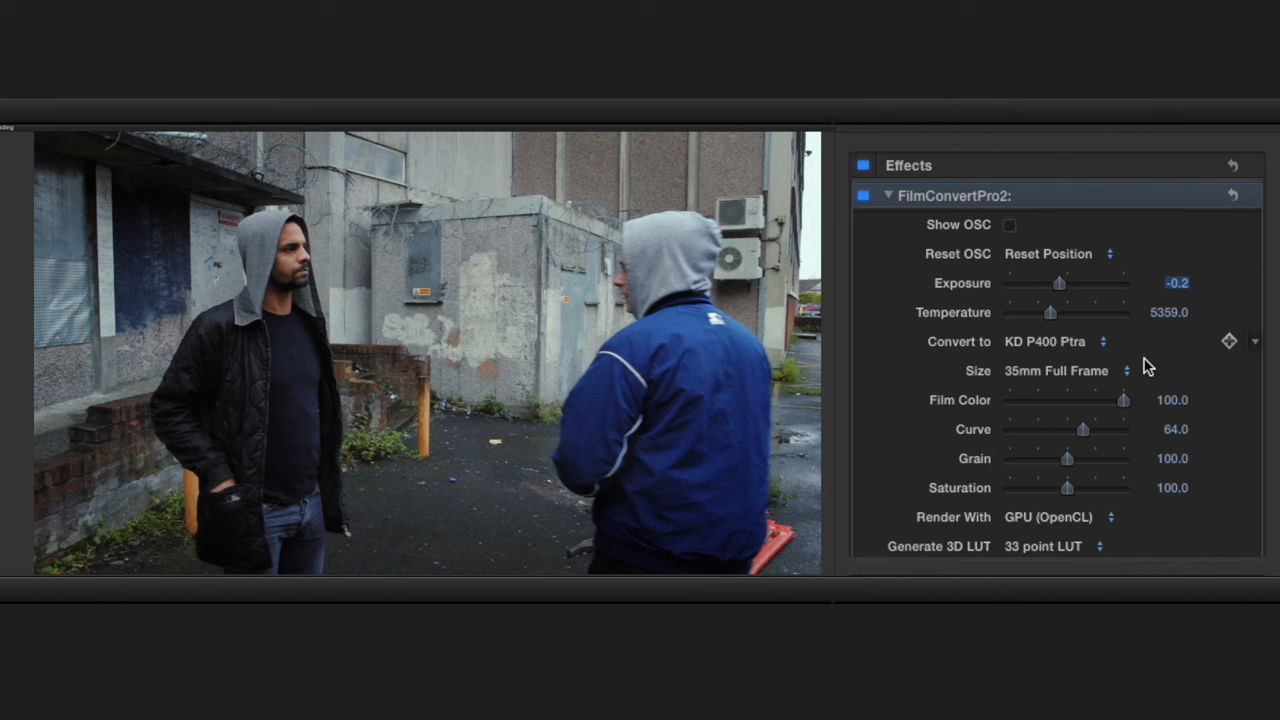 ading
Effects
FilmConvertPro2:
Show OSC
Reset OSC Reset Position
Exposure -0.2
Temperature 5359.0
Convert to KD P400 Ptra
Size 35mm Full Frame
Film Color 100.0
Curve 64.0
Grain 100.0
Saturation 100.0
Render With GPU (OpenCL)
Generate 3D LUT 33 point LUT